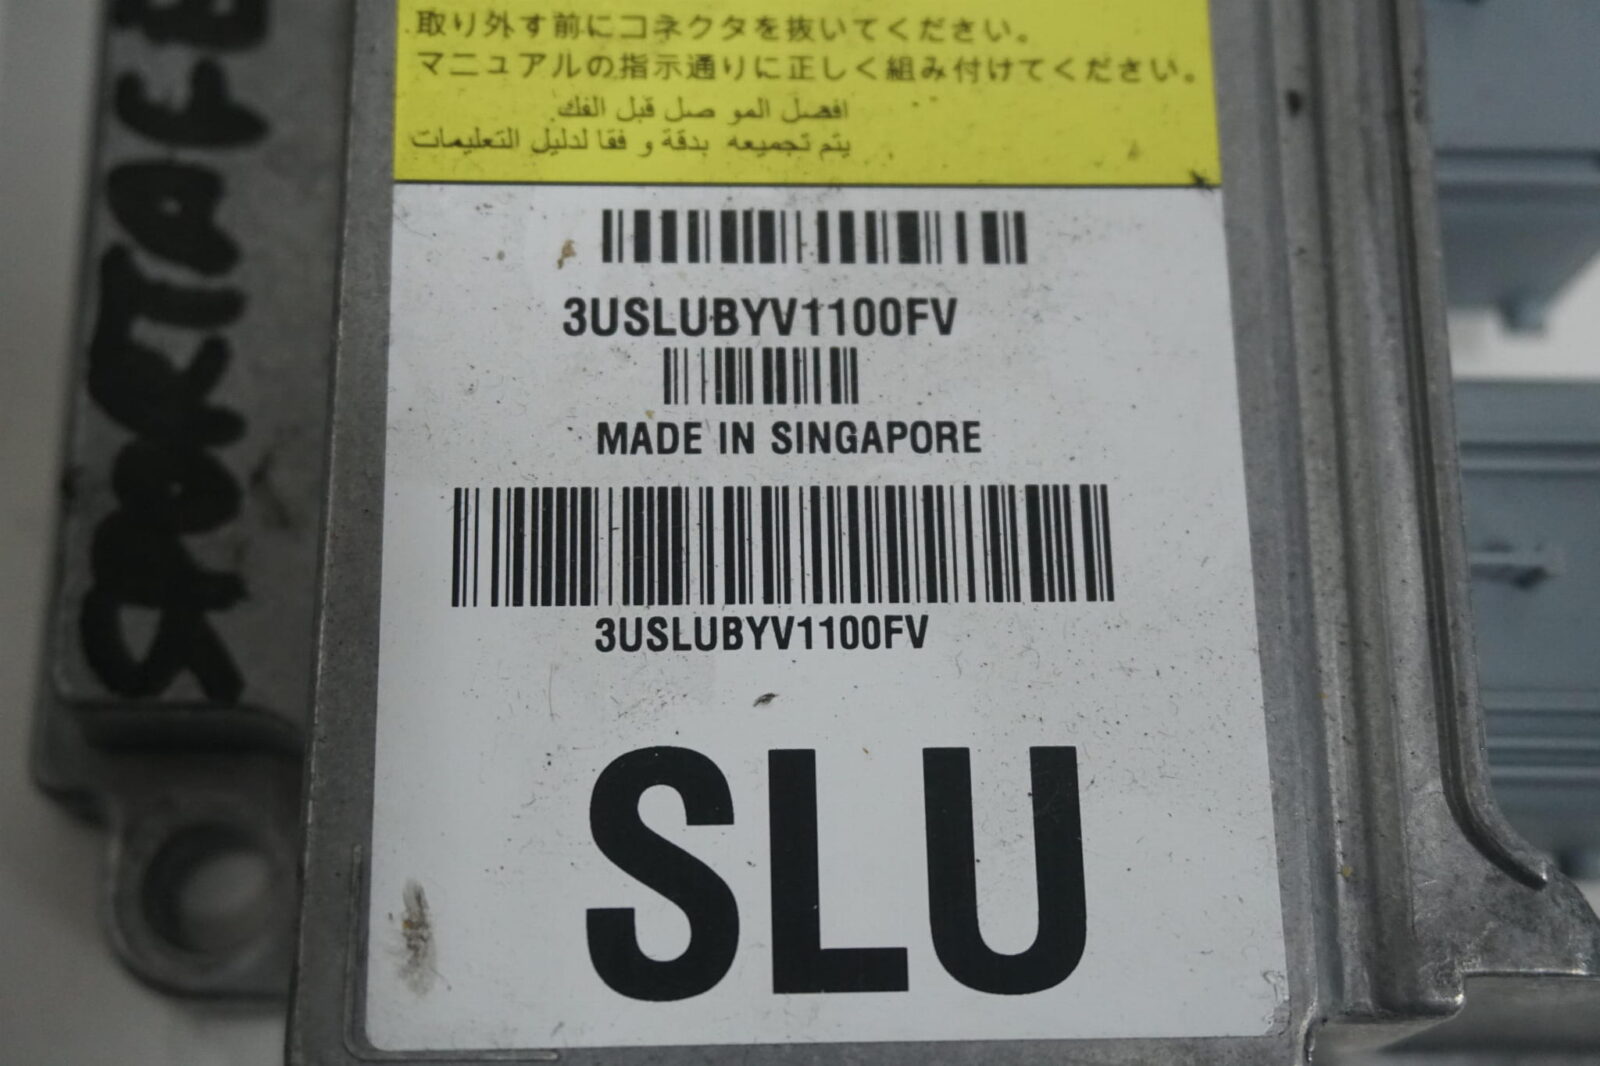 取り外す前にコネクタを抜いてください。
マニュアルの指示通りに正しく組み付けてください。
افصل المو صل قبل الفك
يتم تجميعه بدقة و فقا لدليل التعليمات
3USLUBYV1100FV
MADE IN SINGAPORE
3USLUBYV1100FV
SLU